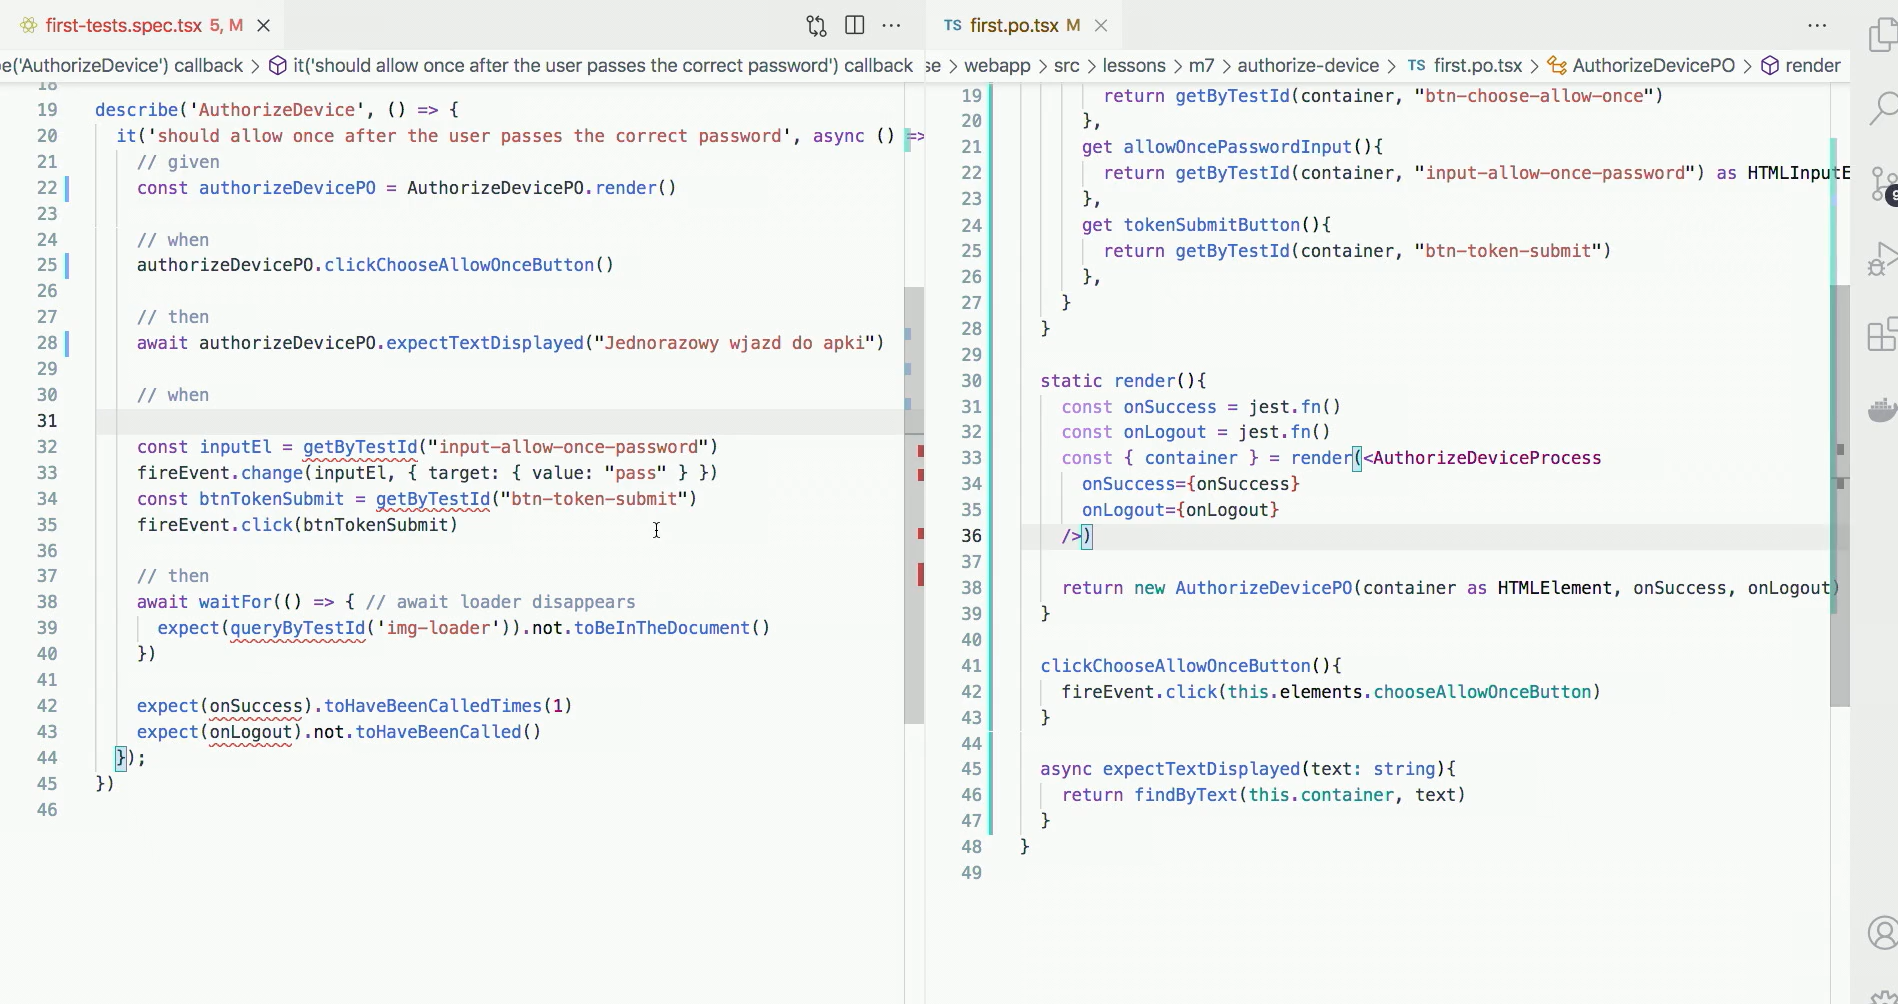 first-tests.spec.tsx 5, M
e('AuthorizeDevice') callback > it('should allow once after the user passes the correct password') callback
18
19 describe('AuthorizeDevice', () => {
20 it('should allow once after the user passes the correct password', async () =>
21 // given
22 const authorizeDevicePO = AuthorizeDevicePO.render()
23
24 // when
25 authorizeDevicePO.clickChooseAllowOnceButton()
26
27 // then
28 await authorizeDevicePO.expectTextDisplayed("Jednorazowy wjazd do apki")
29
30 // when
31
32 const inputEl = getByTestId("input-allow-once-password")
33 fireEvent.change(inputEl, { target: { value: "pass" } })
34 const btnTokenSubmit = getByTestId("btn-token-submit")
35 fireEvent.click(btnTokenSubmit)
36
37 // then
38 await waitFor(() => { // await loader disappears
39 expect(queryByTestId('img-loader')).not.toBeInTheDocument()
40 })
41
42 expect(onSuccess).toHaveBeenCalledTimes(1)
43 expect(onLogout).not.toHaveBeenCalled()
44 });
45 })
46
TS first.po.tsx M
se > webapp > src > lessons > m7 > authorize-device > TS first.po.tsx > AuthorizeDevicePO > render
19 return getByTestId(container, "btn-choose-allow-once")
20 },
21 get allowOncePasswordInput(){
22 return getByTestId(container, "input-allow-once-password") as HTMLInputE
23 },
24 get tokenSubmitButton(){
25 return getByTestId(container, "btn-token-submit")
26 },
27 }
28 }
29
30 static render(){
31 const onSuccess = jest.fn()
32 const onLogout = jest.fn()
33 const { container } = render(<AuthorizeDeviceProcess
34 onSuccess={onSuccess}
35 onLogout={onLogout}
36 />)
37
38 return new AuthorizeDevicePO(container as HTMLElement, onSuccess, onLogout)
39 }
40
41 clickChooseAllowOnceButton(){
42 fireEvent.click(this.elements.chooseAllowOnceButton)
43 }
44
45 async expectTextDisplayed(text: string){
46 return findByText(this.container, text)
47 }
48 }
49
9